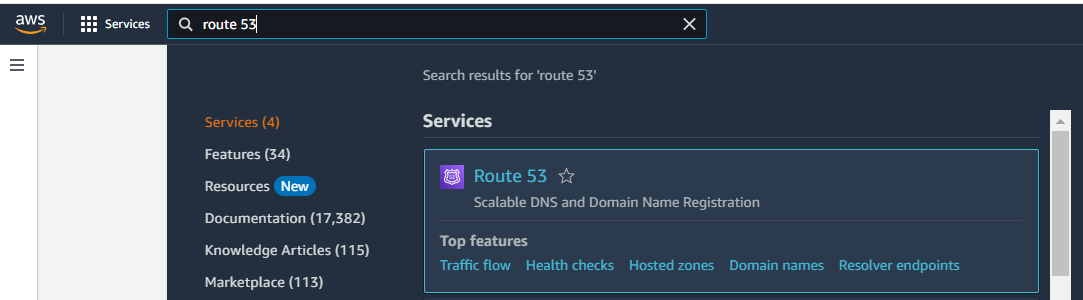 aws
Services
route 53
Search results for 'route 53'
Services (4)
Features (34)
Resources New
Documentation (17,382)
Knowledge Articles (115)
Marketplace (113)
Services
Route 53
Scalable DNS and Domain Name Registration
Top features
Traffic flow Health checks Hosted zones Domain names Resolver endpoints